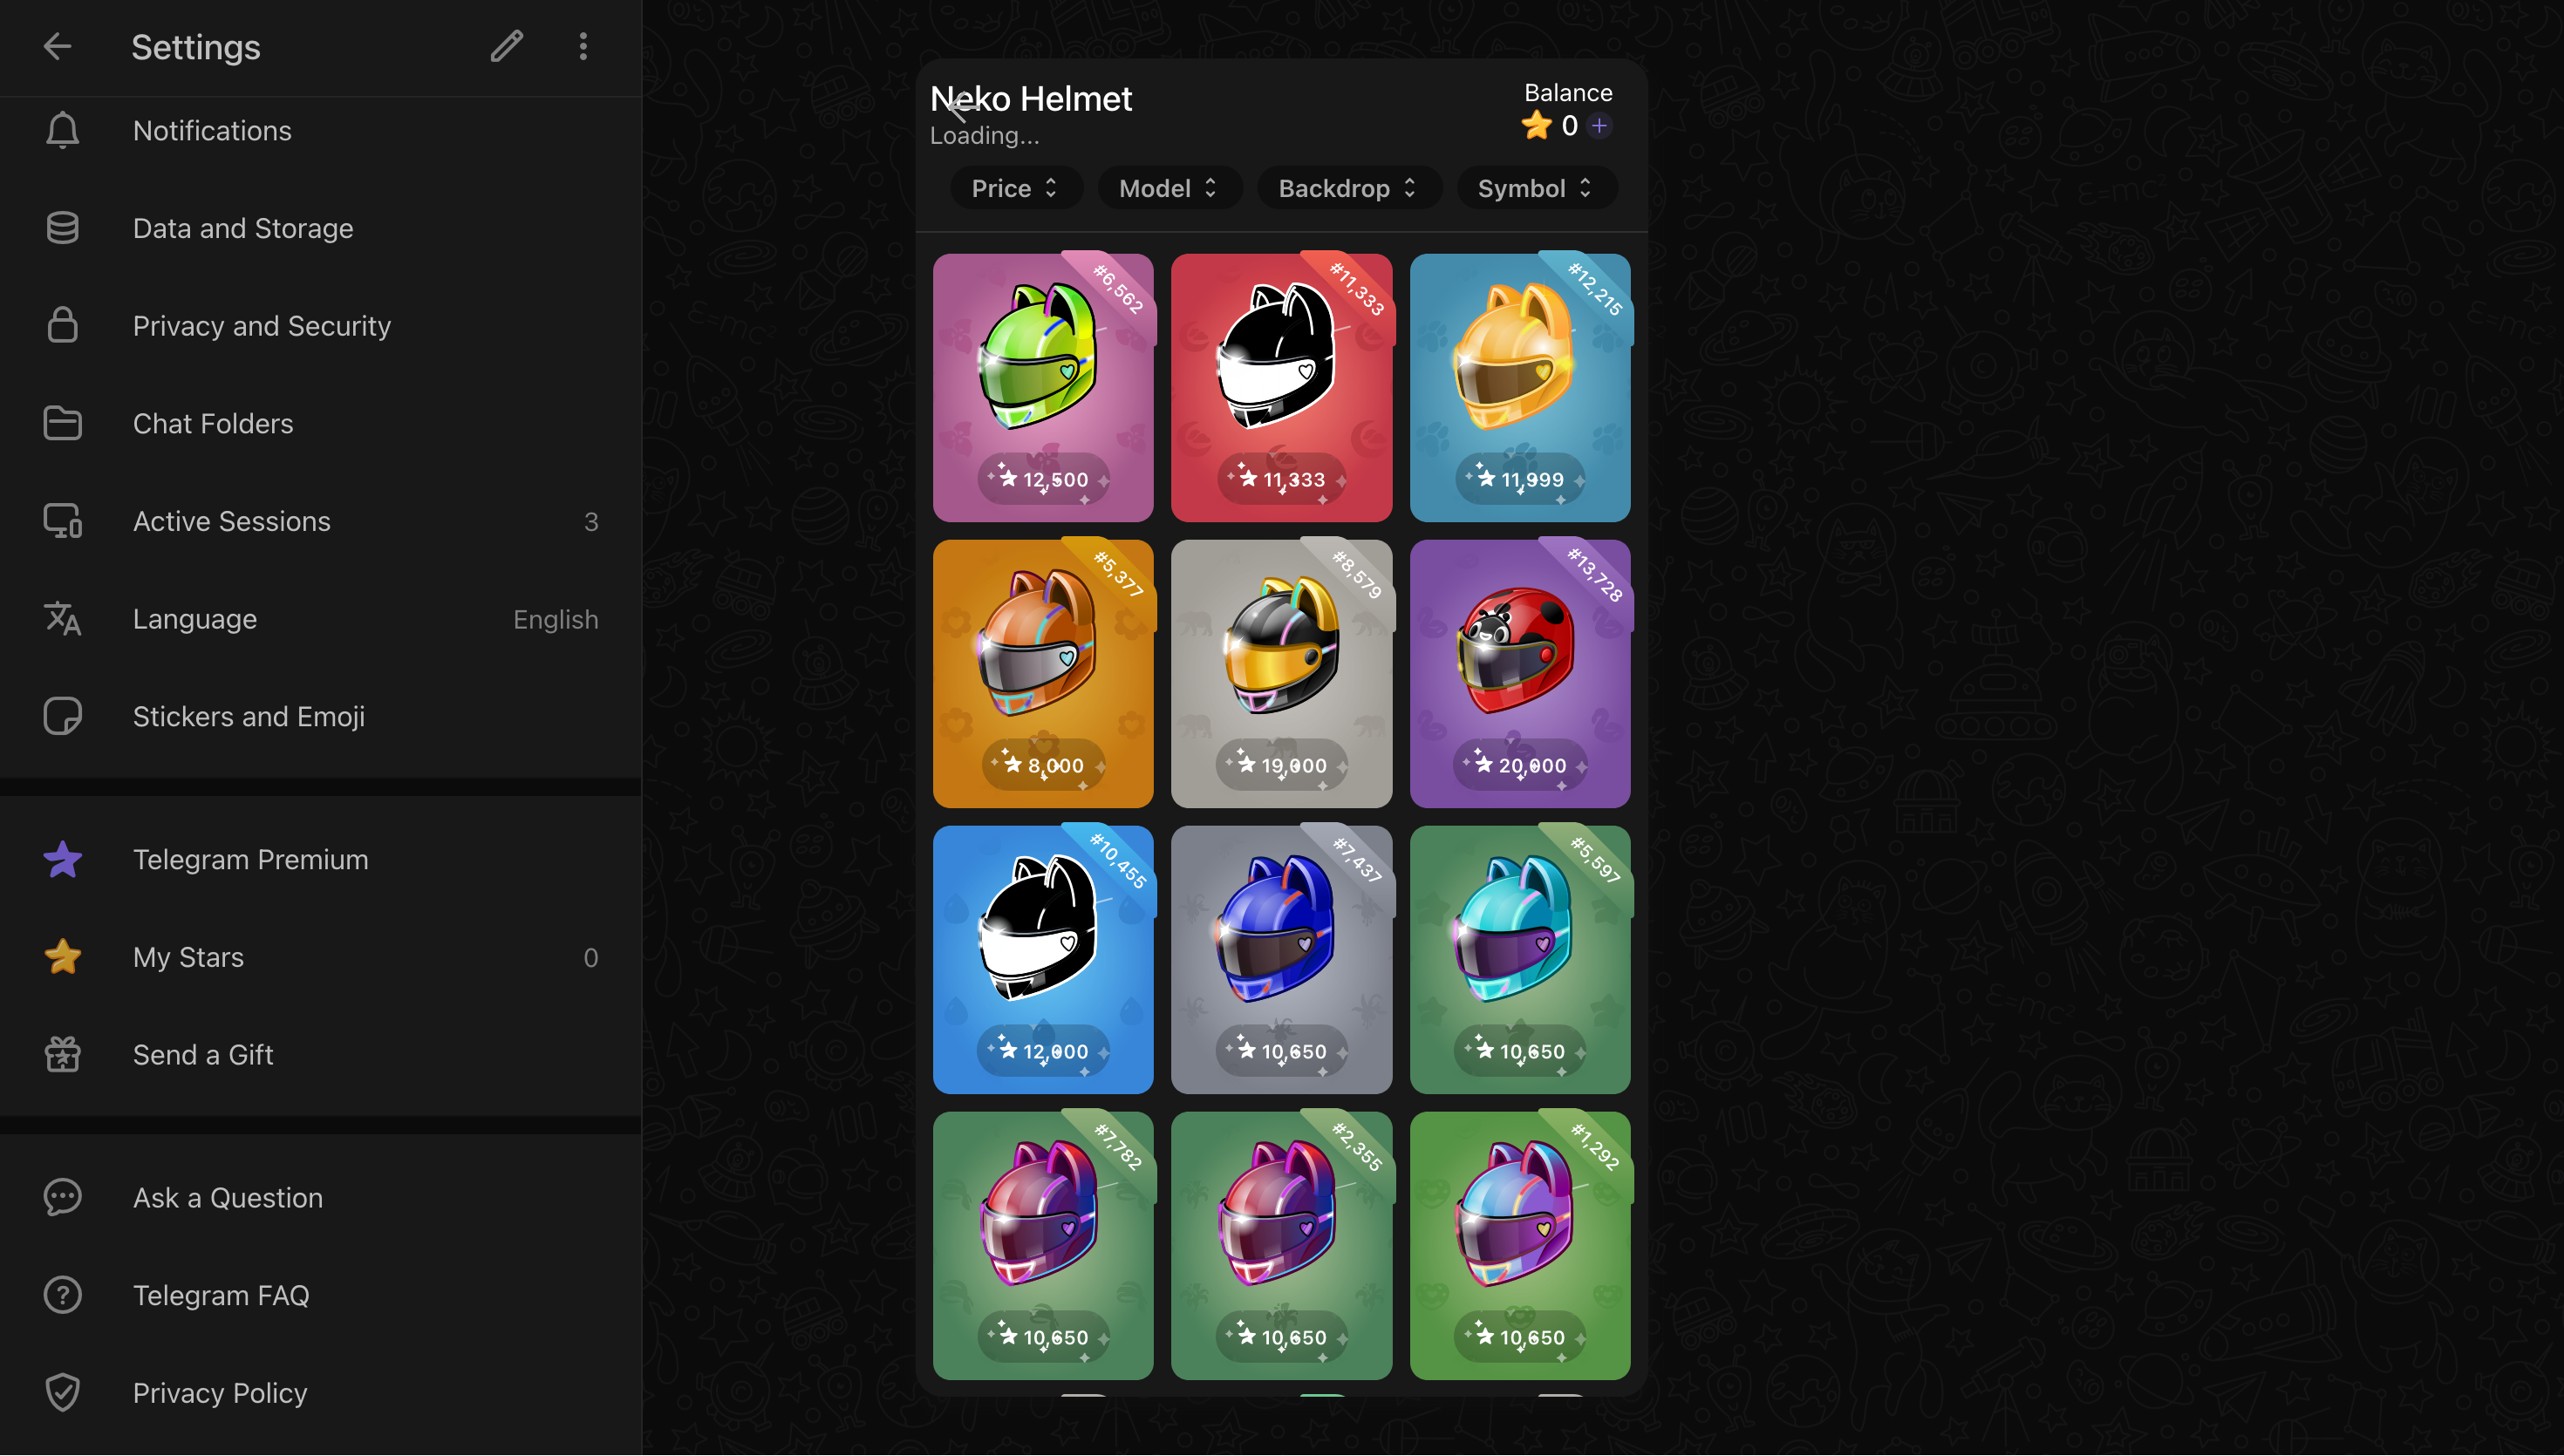 Settings
Notifications
Data and Storage
Privacy and Security
Chat Folders
Active Sessions 3
Language English
Stickers and Emoji
Telegram Premium
My Stars 0
Send a Gift
Ask a Question
Telegram FAQ
Privacy Policy
Neko Helmet
Loading...
Balance
0 +
Price Model Backdrop Symbol
#6,562 #11,333 #12,215
12,500 11,333 11,999
#5,377 #8,579 #13,728
8,000 19,000 20,000
#10,455 #7,437 #5,597
12,000 10,650 10,650
#7,782 #2,355 #1,292
10,650 10,650 10,650